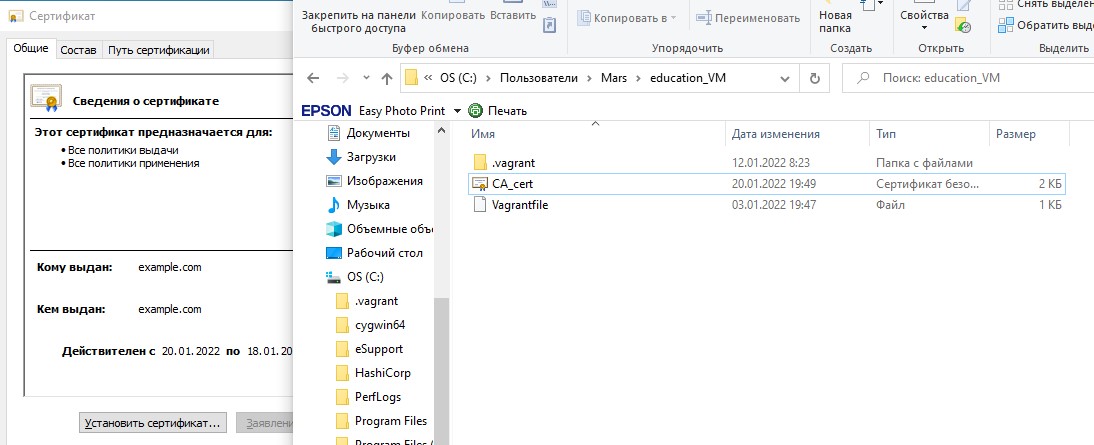 Сертификат
Общие
Состав
Путь сертификации
Сведения о сертификате
Этот сертификат предназначается для:
• Все политики выдачи
• Все политики применения
Кому выдан: example.com
Кем выдан: example.com
Действителен с 20.01.2022 по 18.01.20
Установить сертификат...
Закрепить на панели
быстрого доступа
Копировать
Вставить
Буфер обмена
Копировать в
Переименовать
Упорядочить
Новая
папка
Создать
Свойства
Открыть
Снять выделе
Обратить выдел
Выделить
« OS (C:) › Пользователи › Mars › education_VM
Поиск: education_VM
EPSON Easy Photo Print
Печать
Документы
Загрузки
Изображения
Музыка
Объемные объ
Рабочий стол
OS (C:)
.vagrant
cygwin64
eSupport
HashiCorp
PerfLogs
Program Files
Имя Дата изменения Тип Размер
.vagrant 12.01.2022 8:23 Папка с файлами
CA_cert 20.01.2022 19:49 Сертификат безо... 2 КБ
Vagrantfile 03.01.2022 19:47 Файл 1 КБ